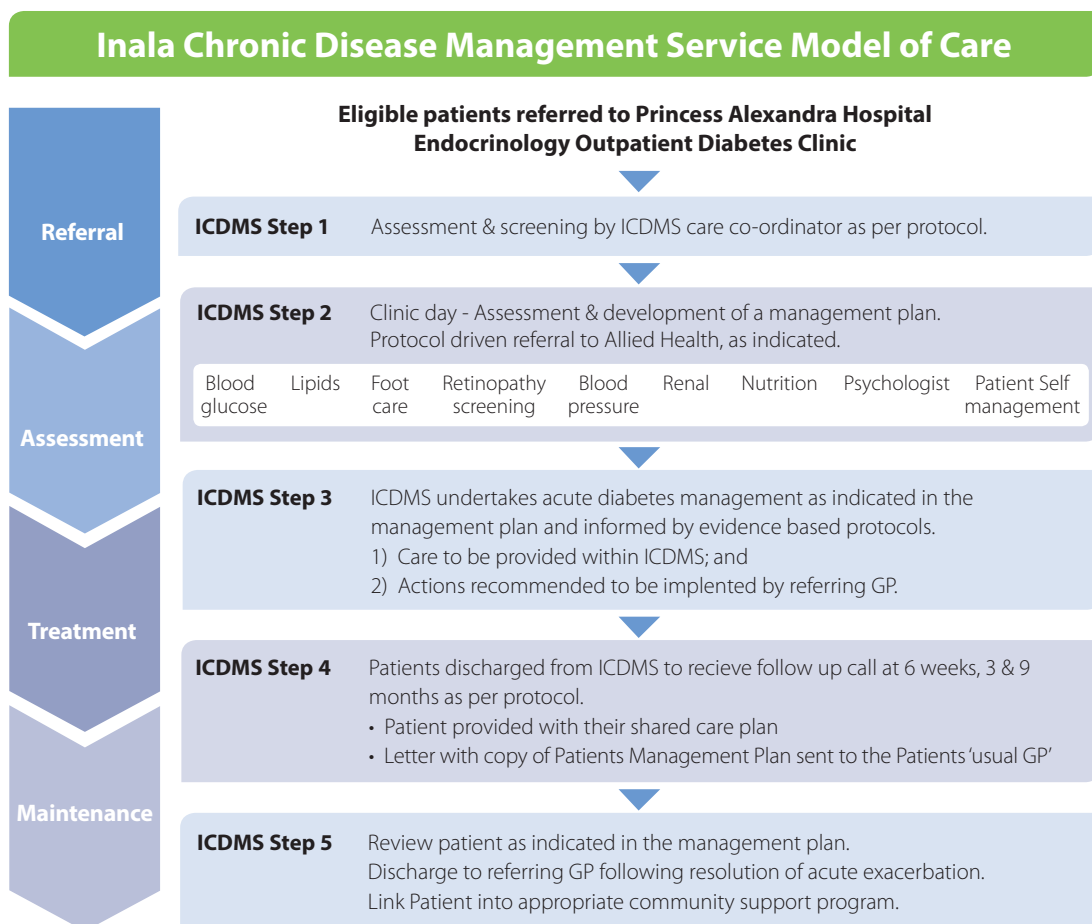 Inala Chronic Disease Management Service Model of Care
Eligible patients referred to Princess Alexandra Hospital
Endocrinology Outpatient Diabetes Clinic
Referral
ICDMS Step 1 Assessment & screening by ICDMS care co-ordinator as per protocol.
ICDMS Step 2 Clinic day - Assessment & development of a management plan.
Protocol driven referral to Allied Health, as indicated.
Blood glucose
Lipids
Foot care
Retinopathy screening
Blood pressure
Renal
Nutrition
Psychologist
Patient Self management
Assessment
ICDMS Step 3 ICDMS undertakes acute diabetes management as indicated in the
management plan and informed by evidence based protocols.
1) Care to be provided within ICDMS; and
2) Actions recommended to be implented by referring GP.
Treatment
ICDMS Step 4 Patients discharged from ICDMS to recieve follow up call at 6 weeks, 3 & 9
months as per protocol.
• Patient provided with their shared care plan
• Letter with copy of Patients Management Plan sent to the Patients 'usual GP'
Maintenance
ICDMS Step 5 Review patient as indicated in the management plan.
Discharge to referring GP following resolution of acute exacerbation.
Link Patient into appropriate community support program.